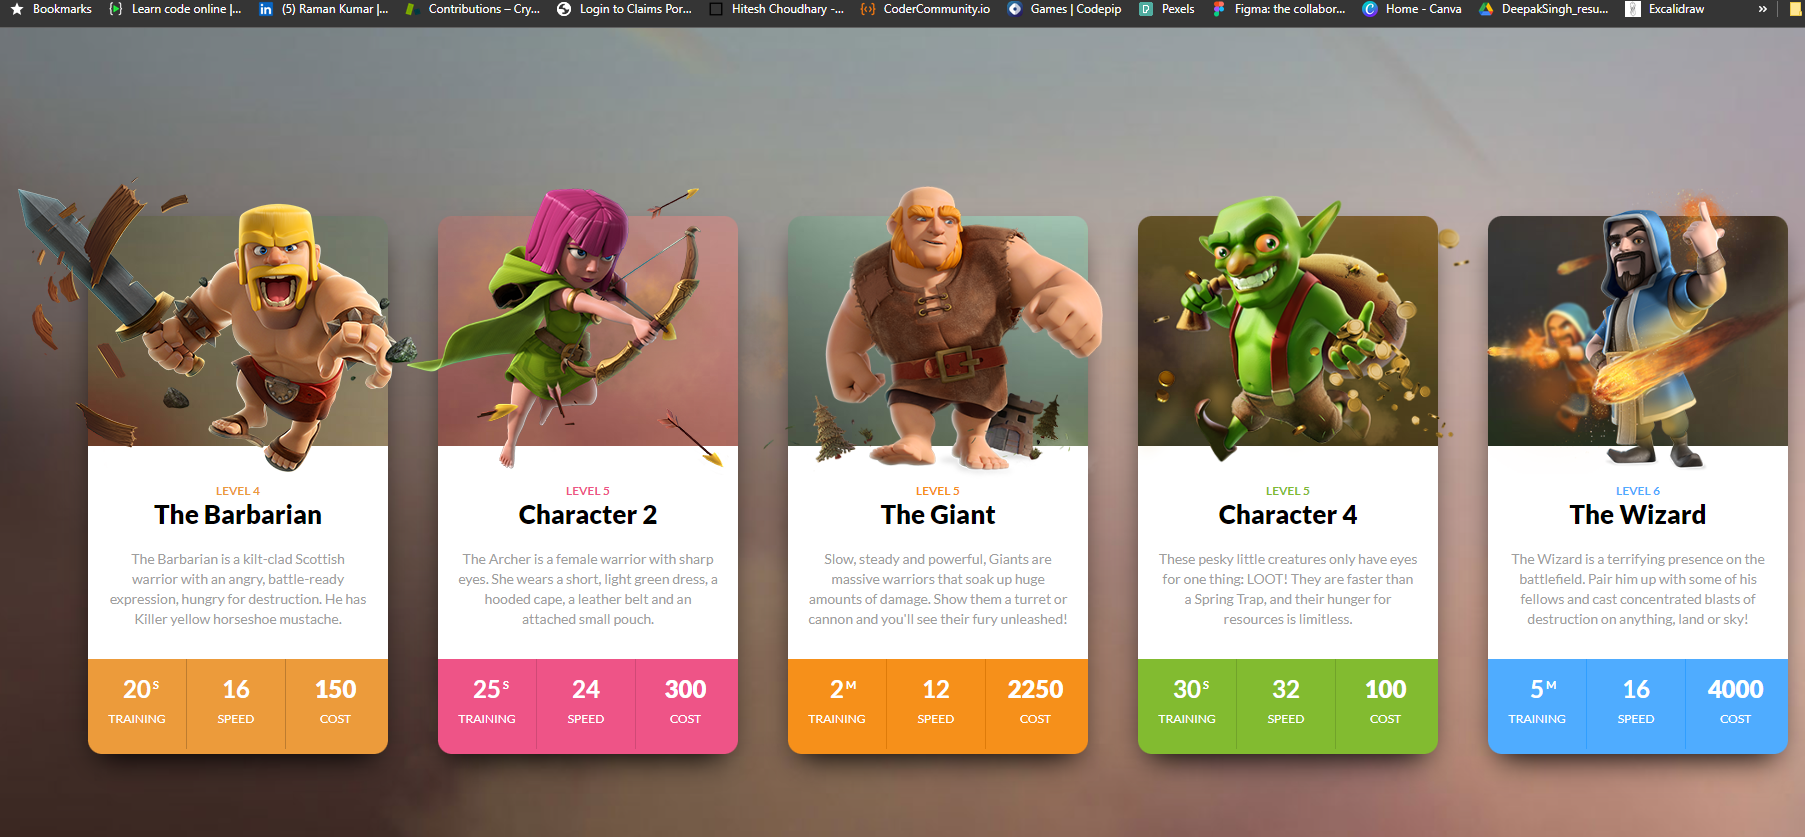 Bookmarks
Learn code online |...
(5) Raman Kumar |...
Contributions – Cry...
Login to Claims Por...
Hitesh Choudhary -...
CoderCommunity.io
Games | Codepip
Pexels
Figma: the collabor...
Home - Canva
DeepakSingh_resu...
Excalidraw
»
LEVEL 4
The Barbarian
The Barbarian is a kilt-clad Scottish
warrior with an angry, battle-ready
expression, hungry for destruction. He has
Killer yellow horseshoe mustache.
20S
TRAINING
16
SPEED
150
COST
LEVEL 5
Character 2
The Archer is a female warrior with sharp
eyes. She wears a short, light green dress, a
hooded cape, a leather belt and an
attached small pouch.
25S
TRAINING
24
SPEED
300
COST
LEVEL 5
The Giant
Slow, steady and powerful, Giants are
massive warriors that soak up huge
amounts of damage. Show them a turret or
cannon and you'll see their fury unleashed!
2M
TRAINING
12
SPEED
2250
COST
LEVEL 5
Character 4
These pesky little creatures only have eyes
for one thing: LOOT! They are faster than
a Spring Trap, and their hunger for
resources is limitless.
30S
TRAINING
32
SPEED
100
COST
LEVEL 6
The Wizard
The Wizard is a terrifying presence on the
battlefield. Pair him up with some of his
fellows and cast concentrated blasts of
destruction on anything, land or sky!
5M
TRAINING
16
SPEED
4000
COST